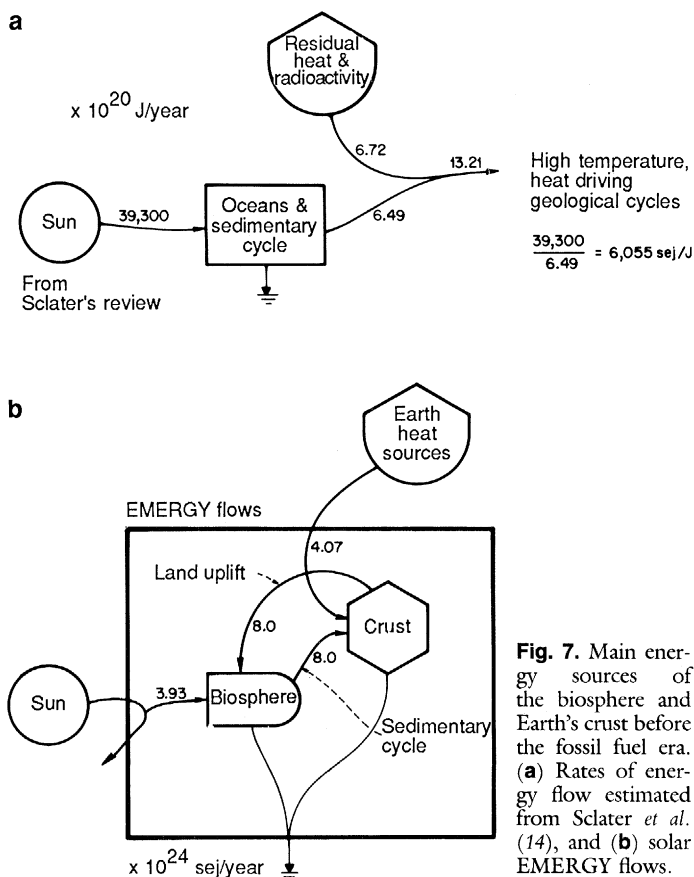 a
Residual
heat &
radioactivity
x 10^20 J/year
6.72
13.21
High temperature,
heat driving
geological cycles
Sun
39,300
Oceans &
sedimentary
cycle
6.49
39,300
6.49
= 6,055 sej/J
From
Sclater's review
b
Earth
heat
sources
EMERGY flows
4.07
Land uplift
8.0
Crust
8.0
Sun
3.93
Biosphere
Sedimentary
cycle
x 10^24 sej/year
Fig. 7. Main ener-
gy sources of
the biosphere and
Earth's crust before
the fossil fuel era.
(a) Rates of ener-
gy flow estimated
from Sclater et al.
(14), and (b) solar
EMERGY flows.